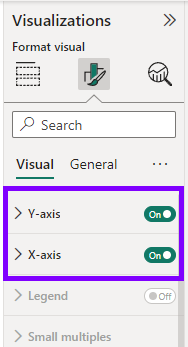 Visualizations
Format visual
Search
Visual General ...
Y-axis On
X-axis On
Legend Off
Small multiples